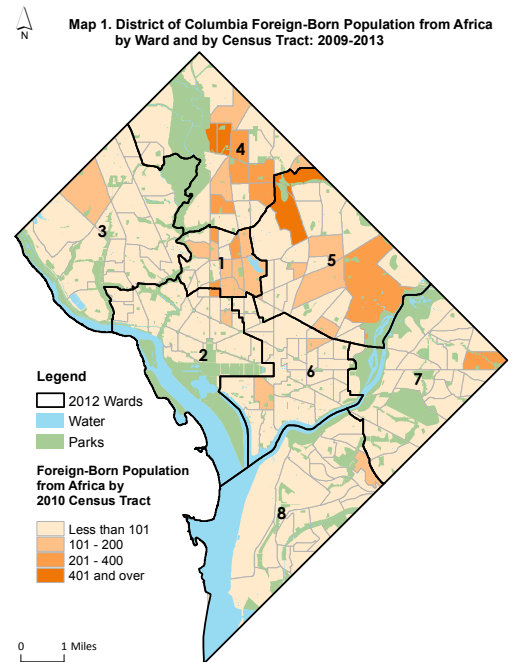 N
Map 1. District of Columbia Foreign-Born Population from Africa
by Ward and by Census Tract: 2009-2013
4
3
1
5
2
6
7
Legend
2012 Wards
Water
Parks
Foreign-Born Population
from Africa by
2010 Census Tract
Less than 101
101 - 200
201 - 400
401 and over
8
0 1 Miles